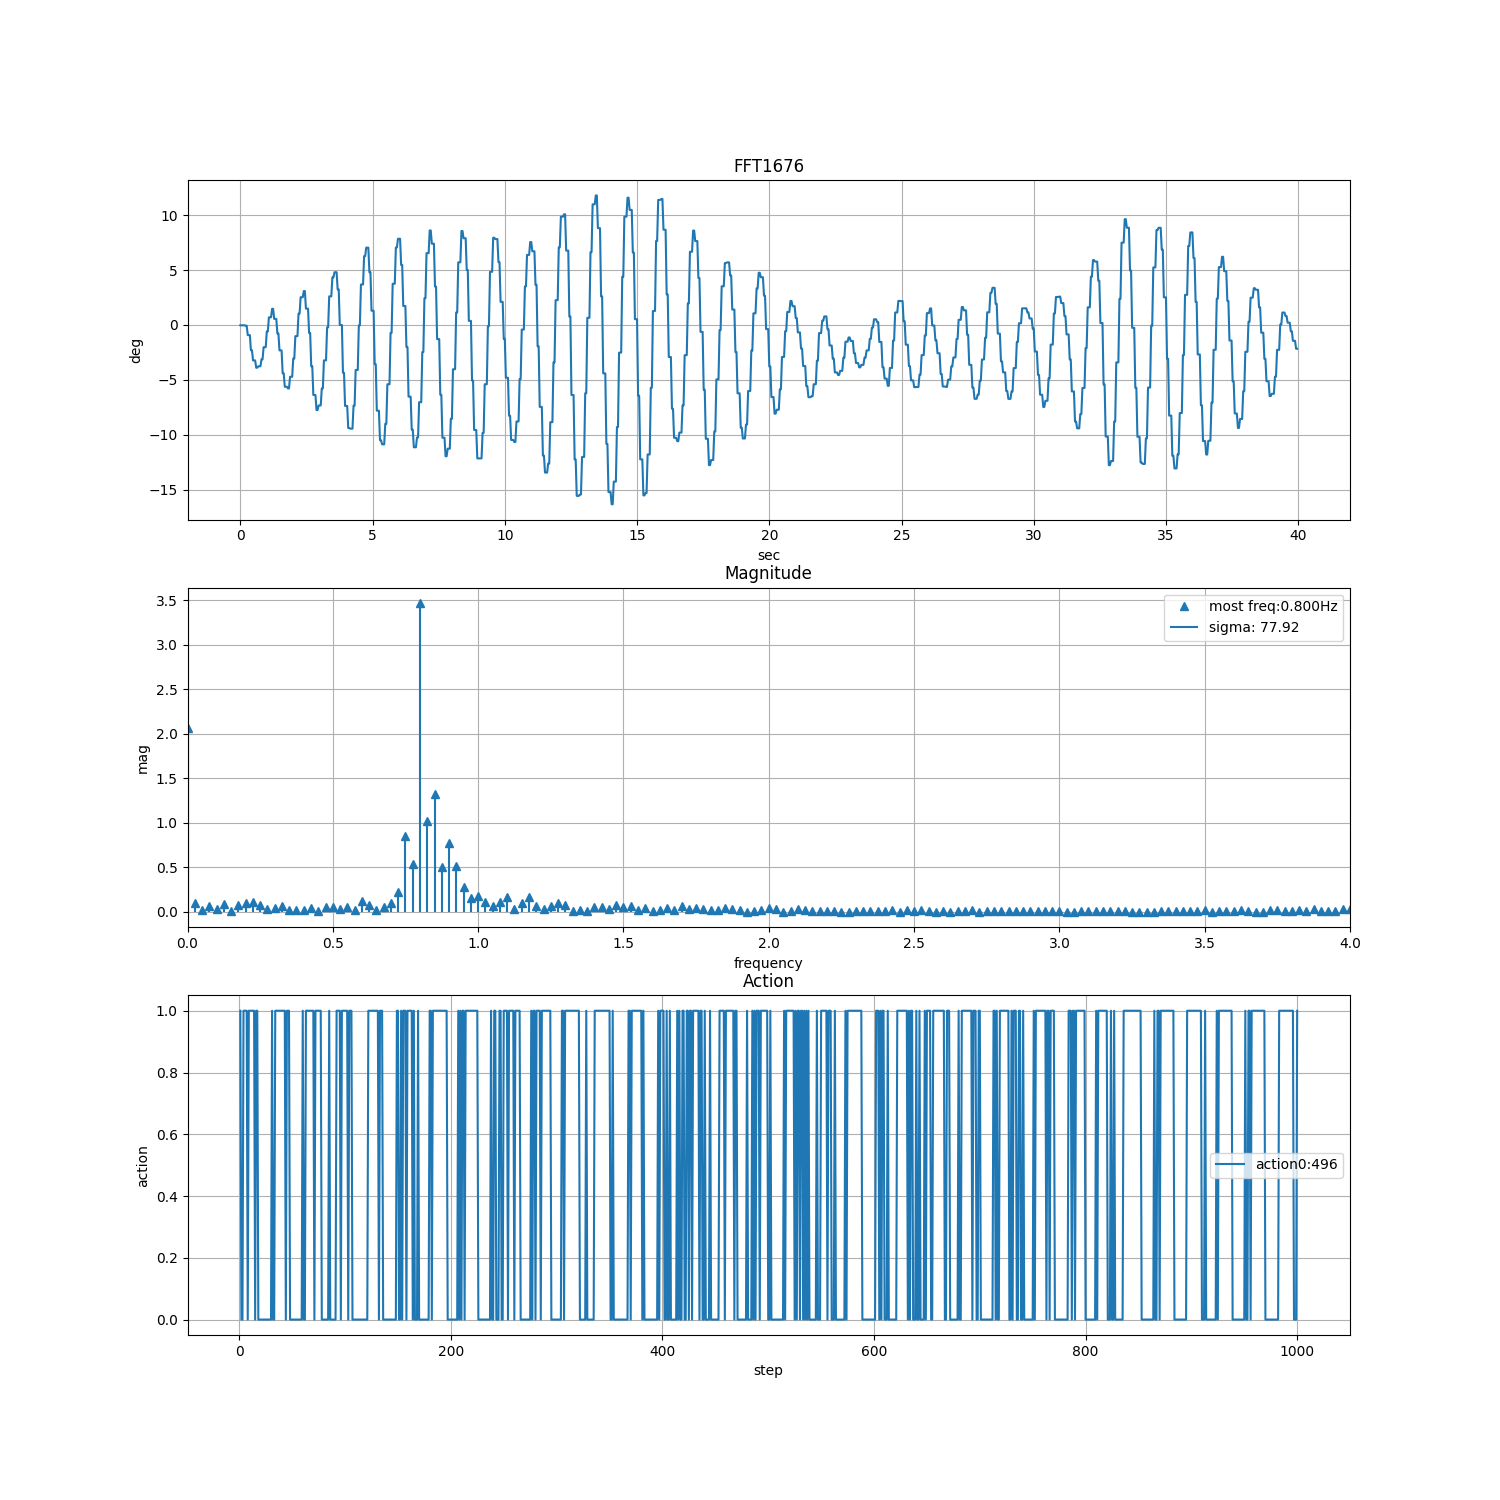 FFT1676
10
5
0
−5
−10
−15
deg
0 5 10 15 20 25 30 35 40
sec
Magnitude
3.5
3.0
2.5
2.0
1.5
1.0
0.5
0.0
mag
most freq:0.800Hz
sigma: 77.92
0.0 0.5 1.0 1.5 2.0 2.5 3.0 3.5 4.0
frequency
Action
1.0
0.8
0.6
0.4
0.2
0.0
action
action0:496
0 200 400 600 800 1000
step